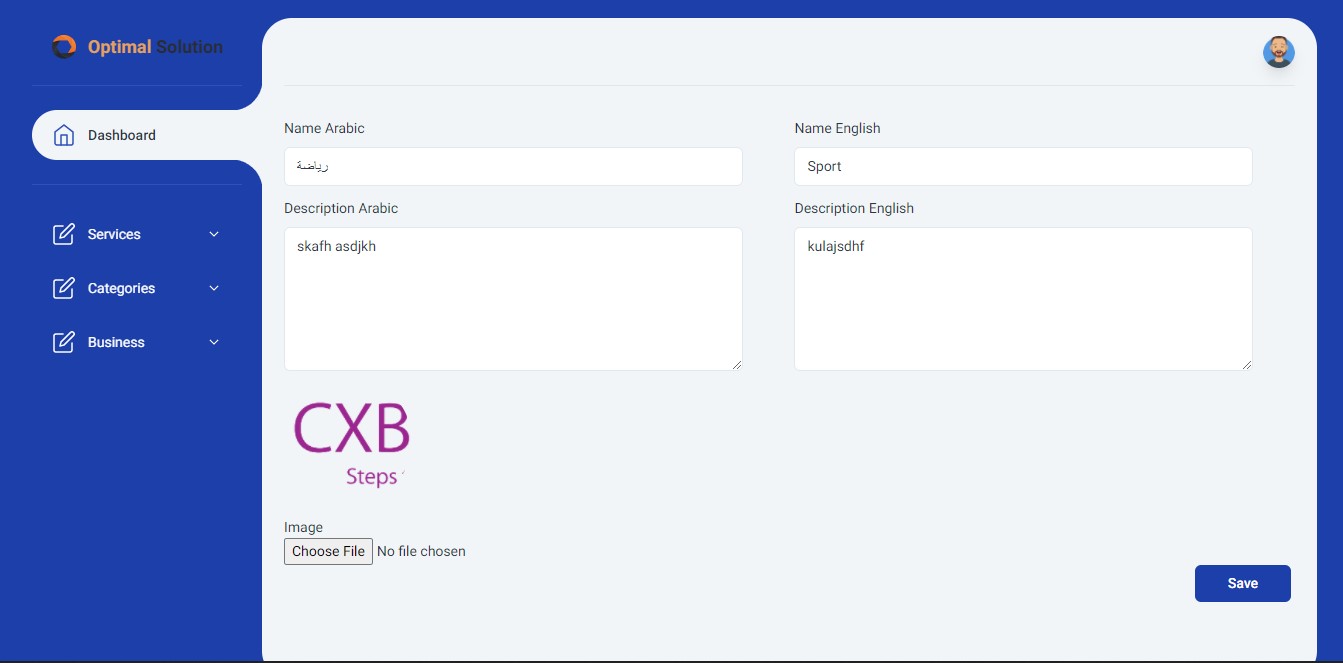 Optimal Solution
Dashboard
Services
Categories
Business
Name Arabic
Name English
رياضة
Sport
Description Arabic
Description English
skafh asdjkh
kulajsdhf
CXB
Steps
Image
Choose File No file chosen
Save